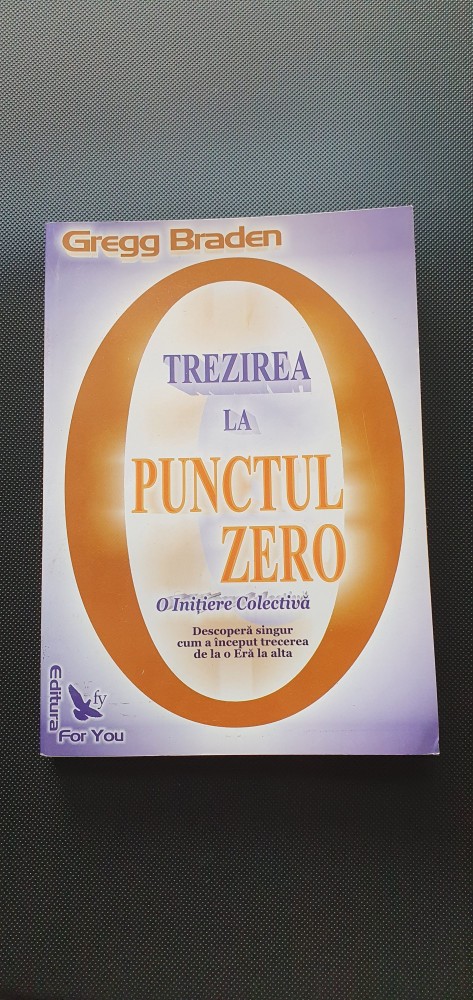 Gregg Braden
TREZIREA
LA
PUNCTUL
ZERO
O Inițiere Colectivă
Descoperă singur
cum a început trecerea
de la o Eră la alta
Editura
fy
For You